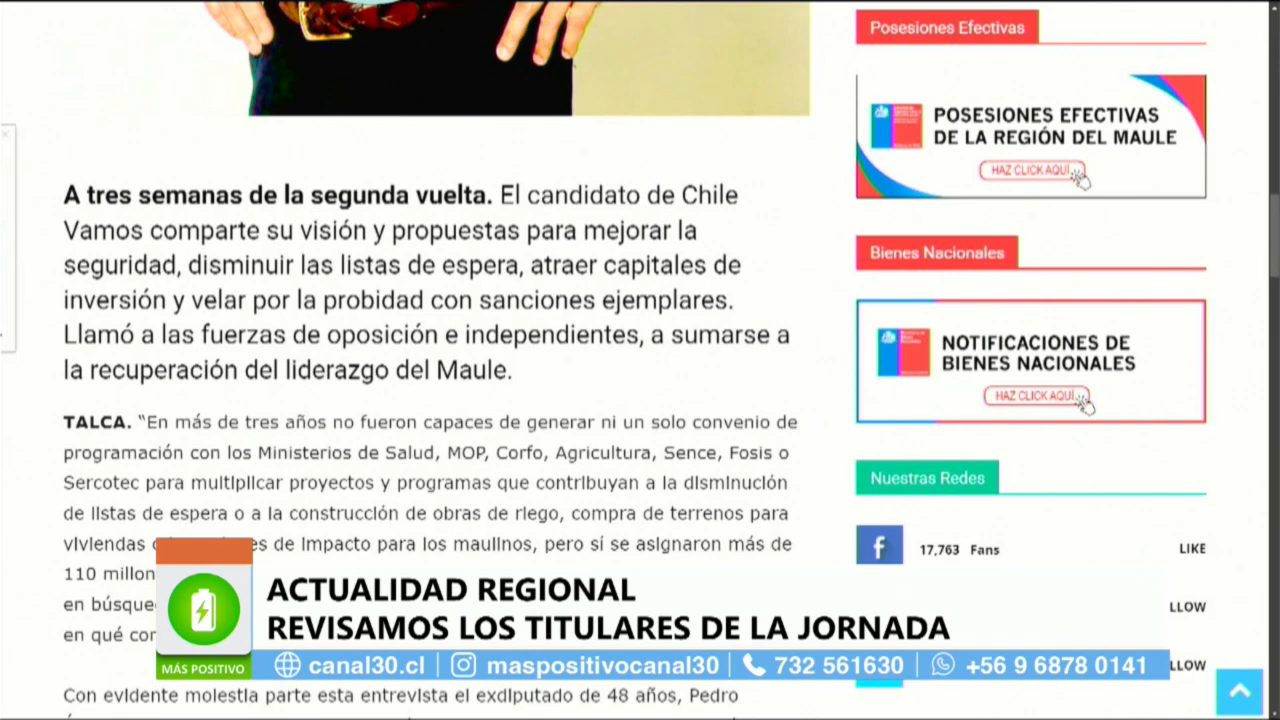 A tres semanas de la segunda vuelta. El candidato de Chile
Vamos comparte su visión y propuestas para mejorar la
seguridad, disminuir las listas de espera, atraer capitales de
inversión y velar por la probidad con sanciones ejemplares.
Llamó a las fuerzas de oposición e independientes, a sumarse a
la recuperación del liderazgo del Maule.
TALCA. “En más de tres años no fueron capaces de generar ni un solo convenio de
programación con los Ministerios de Salud, MOP, Corfo, Agricultura, Sence, Fosis o
Sercotec para multiplicar proyectos y programas que contribuyan a la disminución
de listas de espera o a la construcción de obras de riego, compra de terrenos para
viviendas de impacto para los maulinos, pero sí se asignaron más de
110
en
en qué
Con evidente molestia parte esta entrevista el exdiputado de 48 años, Pedro
Posesiones Efectivas
POSESIONES EFECTIVAS
DE LA REGIÓN DEL MAULE
HAZ CLICK AQUÍ
Bienes Nacionales
NOTIFICACIONES DE
BIENES NACIONALES
HAZ CLICK AQUÍ
Nuestras Redes
f 17,763 Fans LIKE
LLOW
LLOW
ACTUALIDAD REGIONAL
REVISAMOS LOS TITULARES DE LA JORNADA
MÁS POSITIVO
canal30.cl maspositivocanal30 732 561630 +56 9 6878 0141